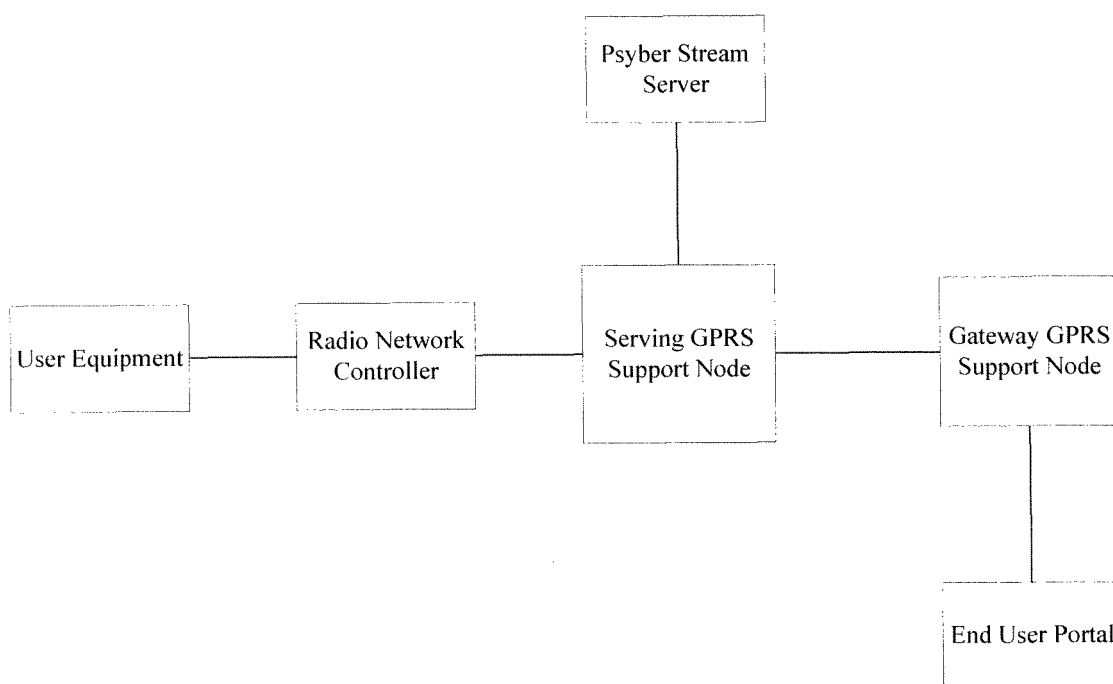 Psyber Stream
Server
User Equipment
Radio Network
Controller
Serving GPRS
Support Node
Gateway GPRS
Support Node
End User Portal